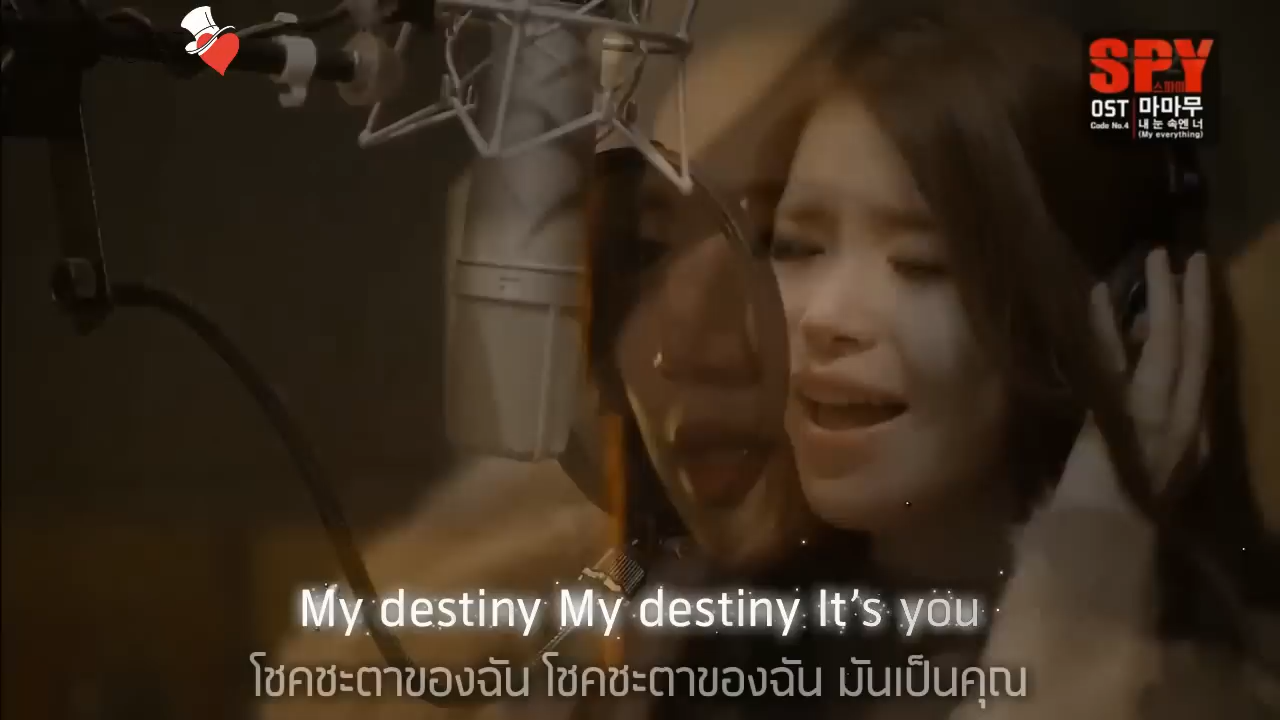 SPY
스파이
OST
Code No.4
마마무
내 눈 속엔 너
(My everything)
My destiny My destiny It's you
โชคชะตาของฉัน โชคชะตาของฉัน มันเป็นคุณ